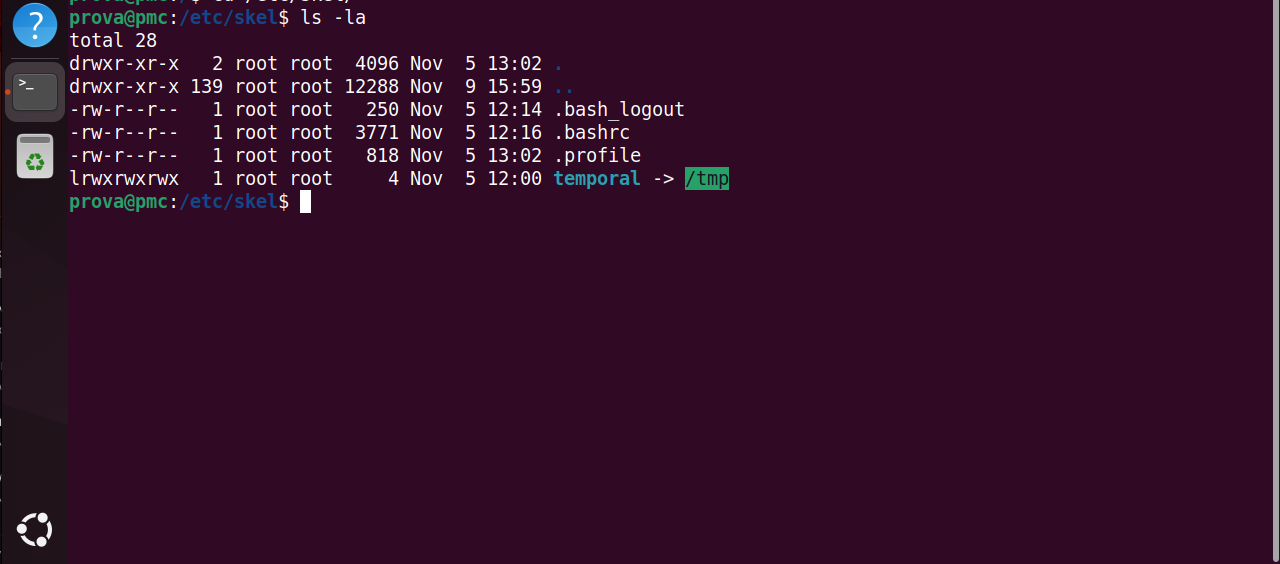 prova@pmc:/etc/skel$ ls -la
total 28
drwxr-xr-x   2 root root  4096 Nov  5 13:02 .
drwxr-xr-x 139 root root 12288 Nov  9 15:59 ..
-rw-r--r--   1 root root   250 Nov  5 12:14 .bash_logout
-rw-r--r--   1 root root  3771 Nov  5 12:16 .bashrc
-rw-r--r--   1 root root   818 Nov  5 13:02 .profile
lrwxrwxrwx   1 root root     4 Nov  5 12:00 temporal -> /tmp
prova@pmc:/etc/skel$